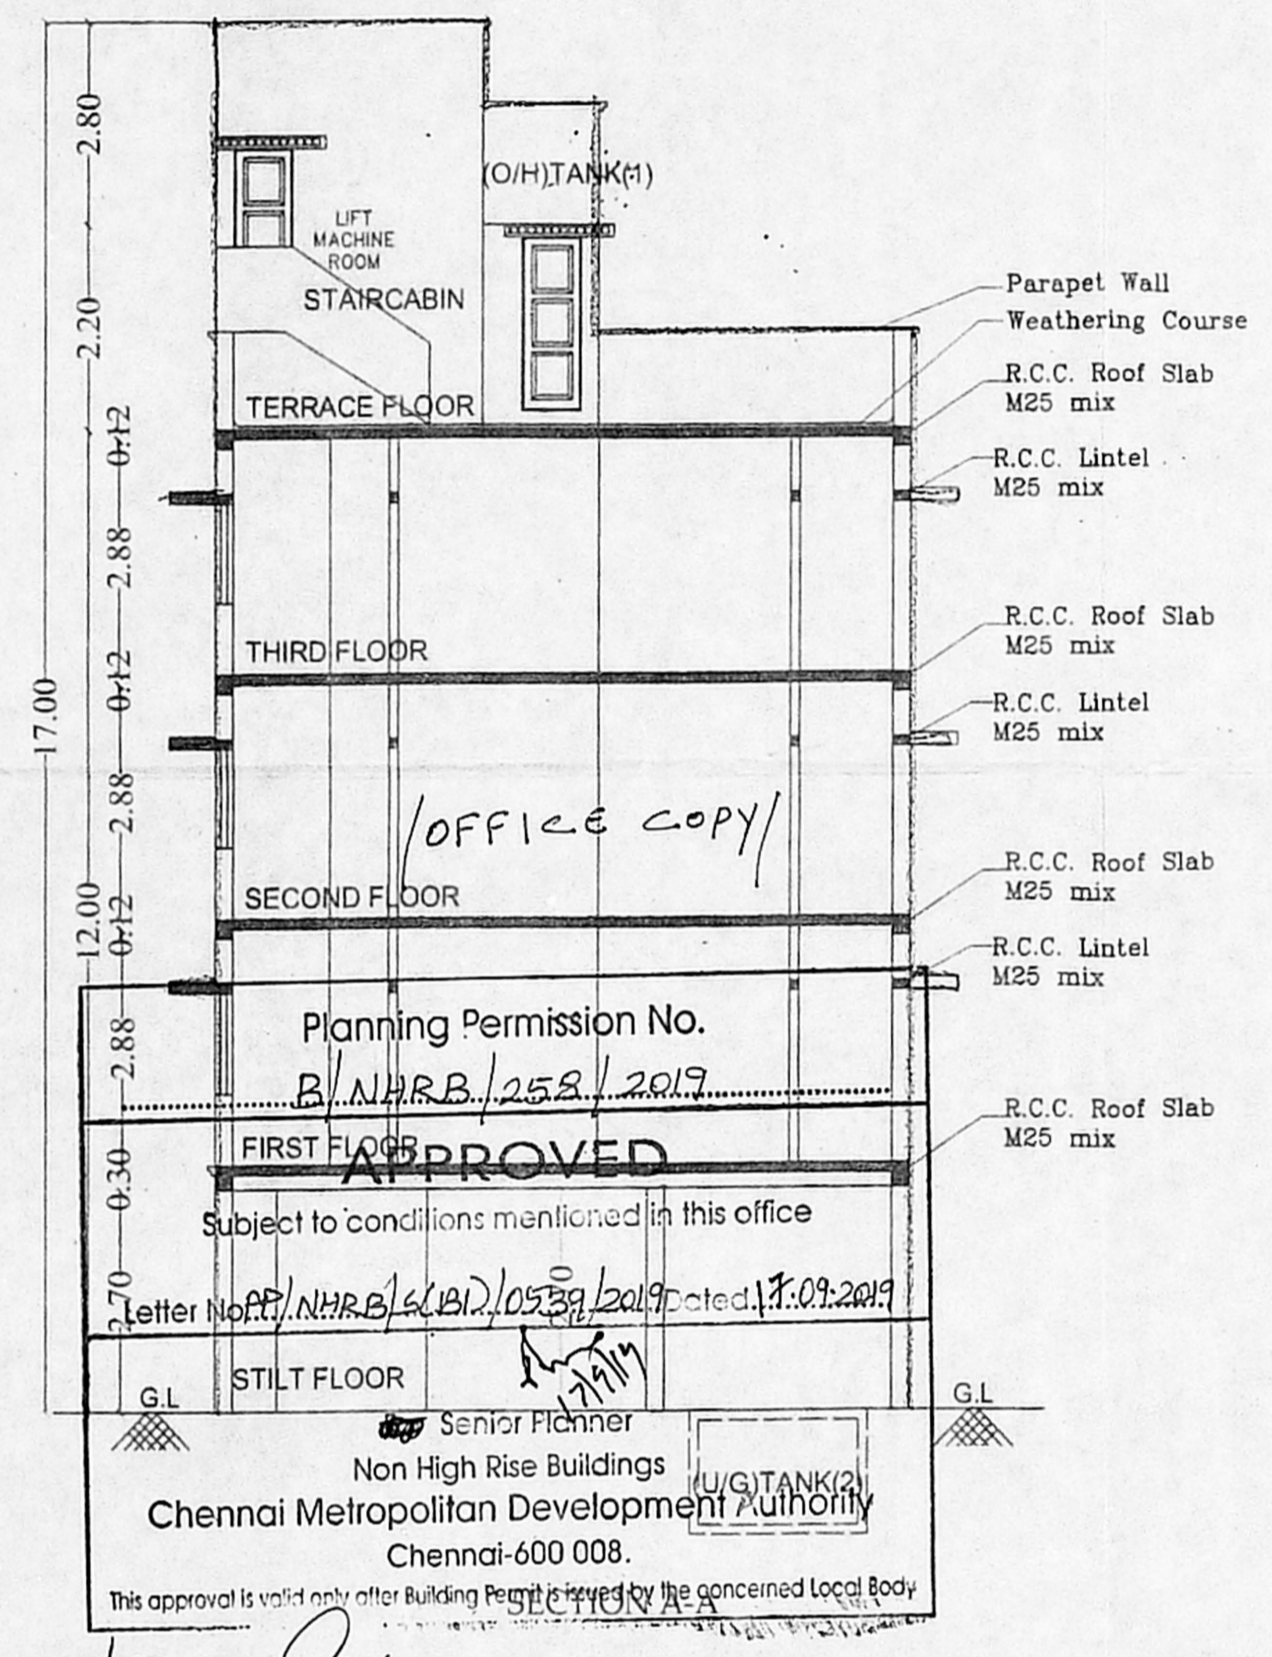 2.80
(O/H)TANK(1)
LIFT
MACHINE
ROOM
STAIRCABIN
2.20
Parapet Wall
Weathering Course
R.C.C. Roof Slab
M25 mix
TERRACE FLOOR
0.12
R.C.C. Lintel
M25 mix
2.88
THIRD FLOOR
R.C.C. Roof Slab
M25 mix
0.12
17.00
R.C.C. Lintel
M25 mix
2.88
/OFFICE COPY/
SECOND FLOOR
R.C.C. Roof Slab
M25 mix
12.00
0.12
R.C.C. Lintel
M25 mix
2.88
Planning Permission No.
B/NHRB/258/2019
FIRST FLOOR
R.C.C. Roof Slab
M25 mix
APPROVED
0.30
Subject to conditions mentioned in this office
2.70
Letter No.PP/NHRB/S(B1)/0539/2019 Dated.17.09.2019
17/9/19
STILT FLOOR
G.L
G.L
Senior Planner
Non High Rise Buildings
(U/G)TANK(2)
Chennai Metropolitan Development Authority
Chennai-600 008.
This approval is valid only after Building Permit is issued by the concerned Local Body
SECTION A-A